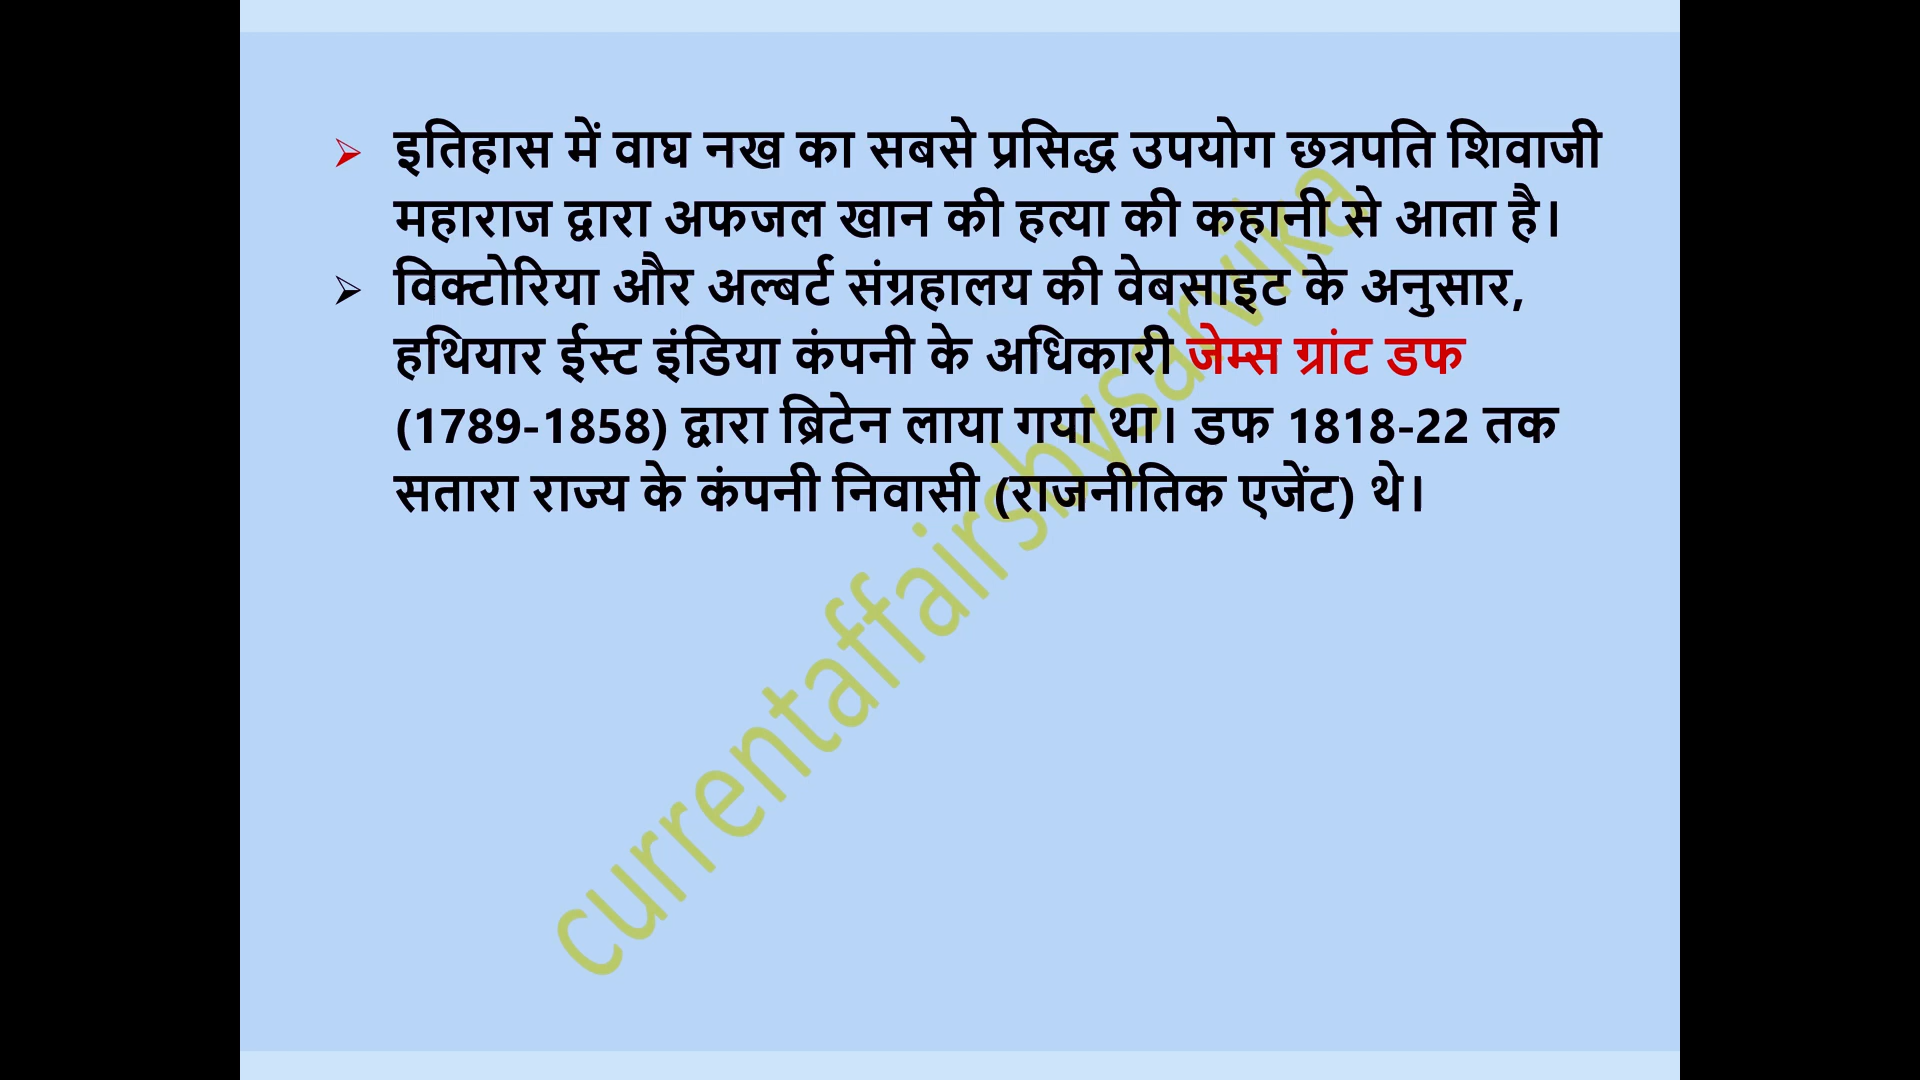 इतिहास में वाघ नख का सबसे प्रसिद्ध उपयोग छत्रपति शिवाजी
महाराज द्वारा अफजल खान की हत्या की कहानी से आता है।
विक्टोरिया और अल्बर्ट संग्रहालय की वेबसाइट के अनुसार,
हथियार ईस्ट इंडिया कंपनी के अधिकारी जेम्स ग्रांट डफ
(1789-1858) द्वारा ब्रिटेन लाया गया था। डफ 1818-22 तक
सतारा राज्य के कंपनी निवासी (राजनीतिक एजेंट) थे।
currentaffairsbysarvika